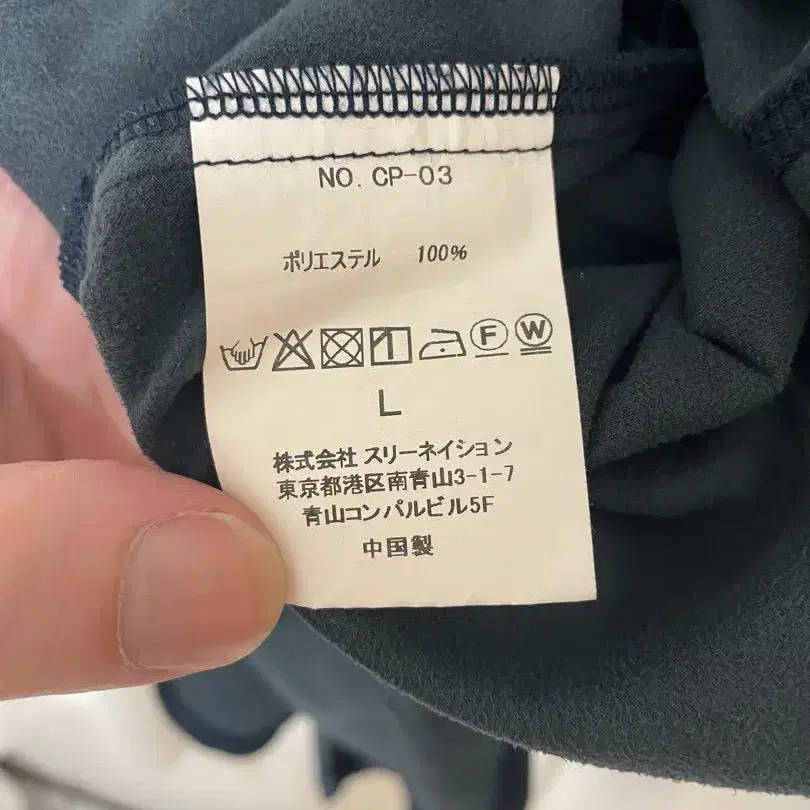 NO. CP-03
ポリエステル 100%
F W
L
株式会社 スリーネイション
東京都港区南青山3-1-7
青山コンパルビル5F
中国製